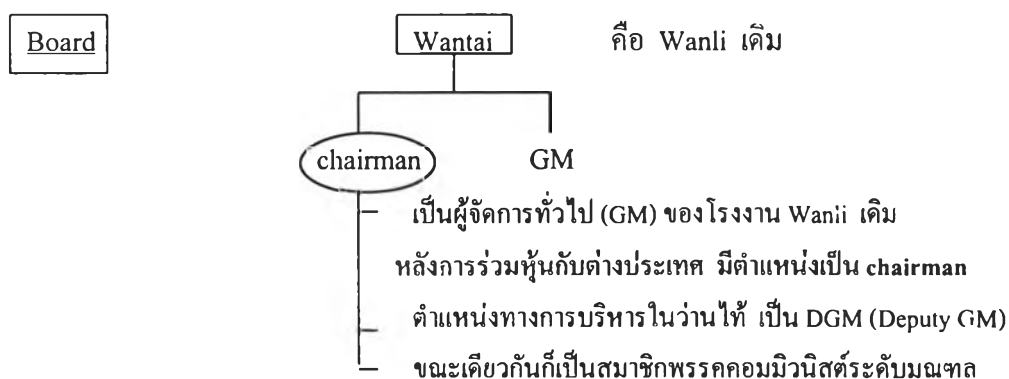 Board Wantai คือ Wanli เดิม
chairman GM
เป็นผู้จัดการทั่วไป (GM) ของโรงงาน Wanli เดิม
หลังการร่วมหุ้นกับต่างประเทศ มีตำแหน่งเป็น chairman
ตำแหน่งทางการบริหารในว่านไท้ เป็น DGM (Deputy GM)
ขณะเดียวกันก็เป็นสมาชิกพรรคคอมมิวนิสต์ระดับมณฑล